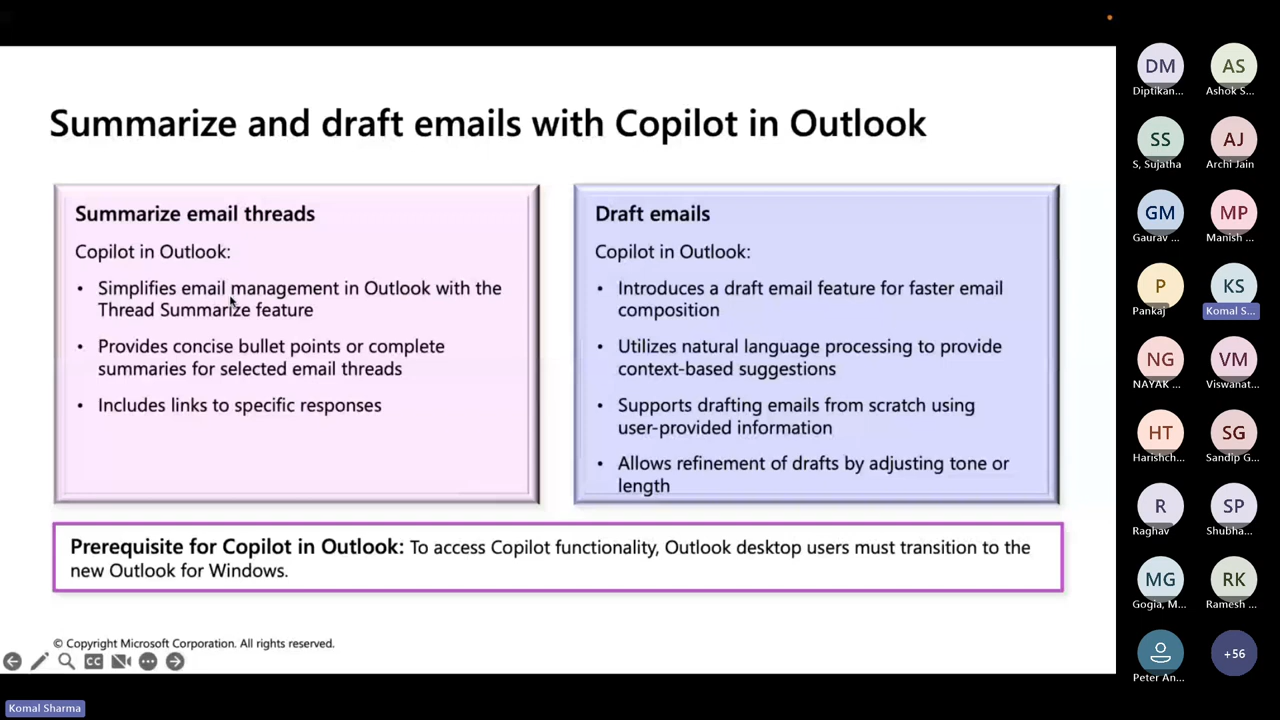 Summarize and draft emails with Copilot in Outlook
Summarize email threads
Copilot in Outlook:
• Simplifies email management in Outlook with the
Thread Summarize feature
• Provides concise bullet points or complete
summaries for selected email threads
• Includes links to specific responses
Draft emails
Copilot in Outlook:
• Introduces a draft email feature for faster email
composition
• Utilizes natural language processing to provide
context-based suggestions
• Supports drafting emails from scratch using
user-provided information
• Allows refinement of drafts by adjusting tone or
length
Prerequisite for Copilot in Outlook: To access Copilot functionality, Outlook desktop users must transition to the
new Outlook for Windows.
© Copyright Microsoft Corporation. All rights reserved.
CC
Komal Sharma
DM
Diptikan...
AS
Ashok S...
SS
S, Sujatha
AJ
Archi Jain
GM
Gaurav ...
MP
Manish ...
P
Pankaj
KS
Komal S...
NG
NAYAK ...
VM
Viswanat...
HT
Harishch...
SG
Sandip G...
R
Raghav
SP
Shubha...
MG
Gogia, M...
RK
Ramesh ...
Peter An...
+56